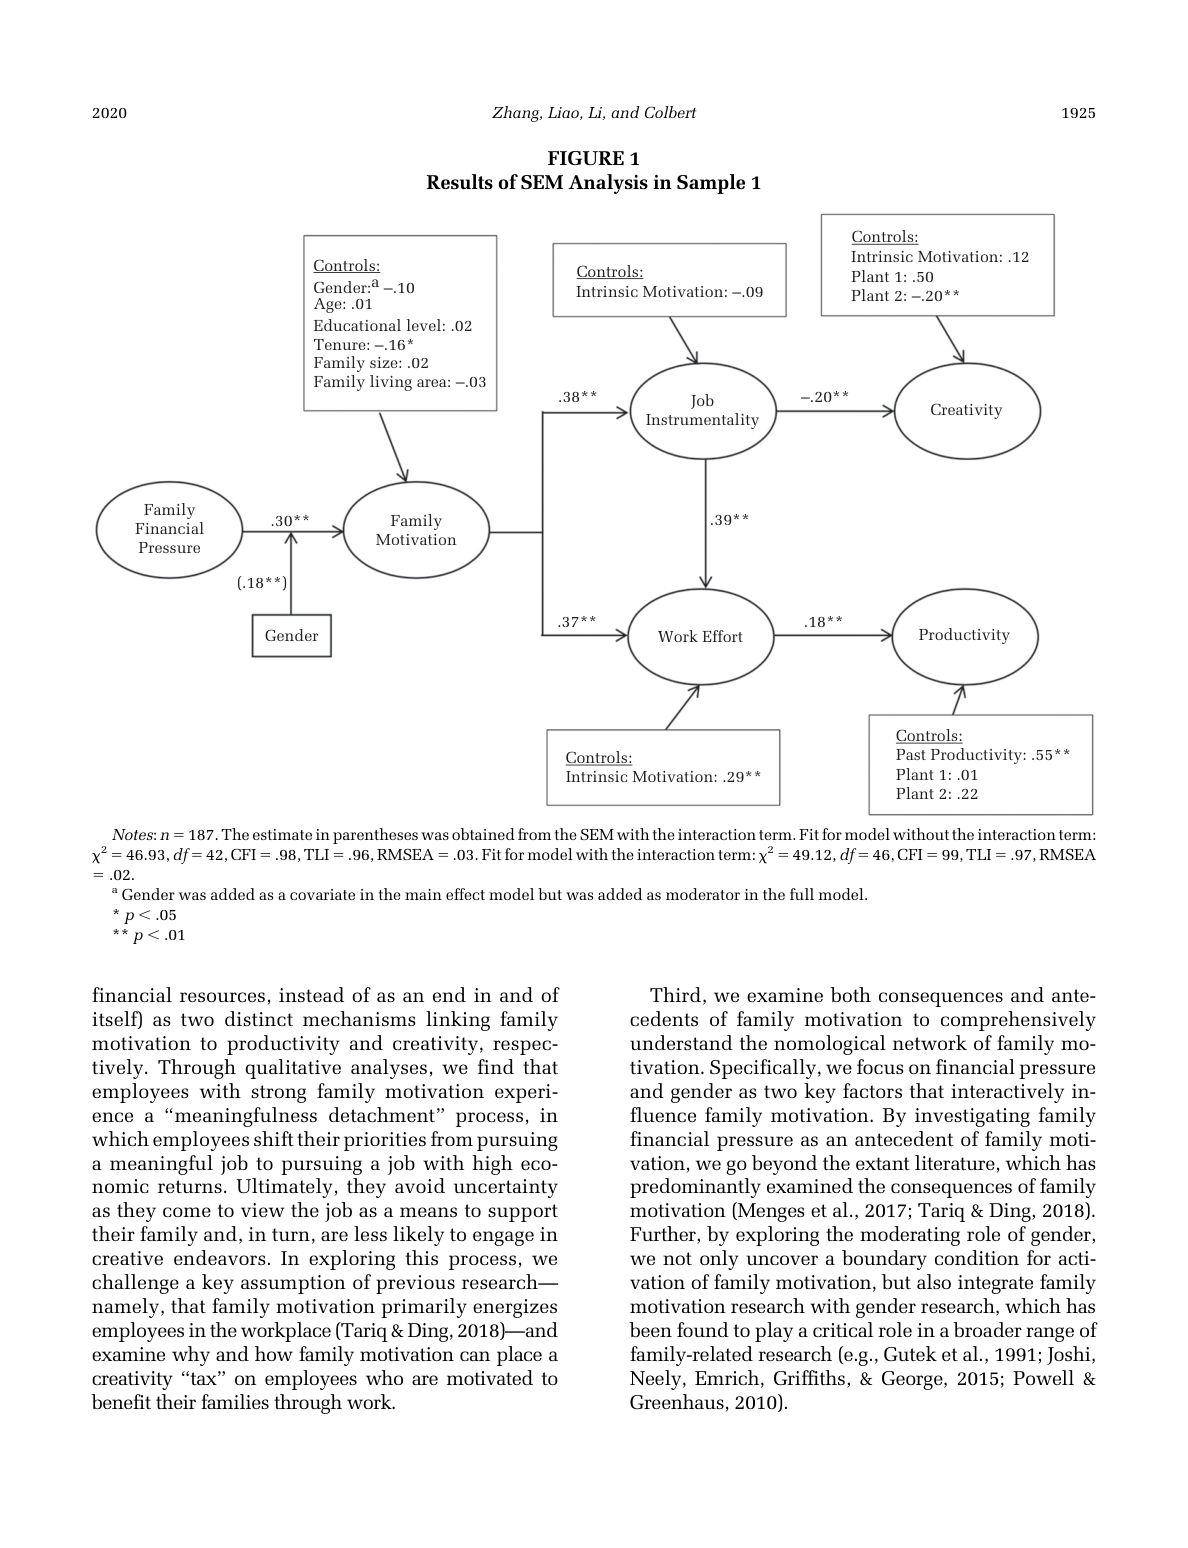 2020 Zhang, Liao, Li, and Colbert 1925
FIGURE 1
Results of SEM Analysis in Sample 1
Controls:
Gender:a –.10
Age: .01
Educational level: .02
Tenure: –.16*
Family size: .02
Family living area: –.03
Controls:
Intrinsic Motivation: –.09
Controls:
Intrinsic Motivation: .12
Plant 1: .50
Plant 2: –.20**
.38**
Job
Instrumentality
–.20**
Creativity
Family
Financial
Pressure
.30**
Family
Motivation
.39**
(.18**)
Gender
.37**
Work Effort
.18**
Productivity
Controls:
Intrinsic Motivation: .29**
Controls:
Past Productivity: .55**
Plant 1: .01
Plant 2: .22
Notes: n = 187. The estimate in parentheses was obtained from the SEM with the interaction term. Fit for model without the interaction term:
χ2 = 46.93, df = 42, CFI = .98, TLI = .96, RMSEA = .03. Fit for model with the interaction term: χ2 = 49.12, df = 46, CFI = 99, TLI = .97, RMSEA
= .02.
a Gender was added as a covariate in the main effect model but was added as moderator in the full model.
* p < .05
** p < .01
financial resources, instead of as an end in and of
itself) as two distinct mechanisms linking family
motivation to productivity and creativity, respec-
tively. Through qualitative analyses, we find that
employees with strong family motivation experi-
ence a “meaningfulness detachment” process, in
which employees shift their priorities from pursuing
a meaningful job to pursuing a job with high eco-
nomic returns. Ultimately, they avoid uncertainty
as they come to view the job as a means to support
their family and, in turn, are less likely to engage in
creative endeavors. In exploring this process, we
challenge a key assumption of previous research—
namely, that family motivation primarily energizes
employees in the workplace (Tariq & Ding, 2018)—and
examine why and how family motivation can place a
creativity “tax” on employees who are motivated to
benefit their families through work.
Third, we examine both consequences and ante-
cedents of family motivation to comprehensively
understand the nomological network of family mo-
tivation. Specifically, we focus on financial pressure
and gender as two key factors that interactively in-
fluence family motivation. By investigating family
financial pressure as an antecedent of family moti-
vation, we go beyond the extant literature, which has
predominantly examined the consequences of family
motivation (Menges et al., 2017; Tariq & Ding, 2018).
Further, by exploring the moderating role of gender,
we not only uncover a boundary condition for acti-
vation of family motivation, but also integrate family
motivation research with gender research, which has
been found to play a critical role in a broader range of
family-related research (e.g., Gutek et al., 1991; Joshi,
Neely, Emrich, Griffiths, & George, 2015; Powell &
Greenhaus, 2010).